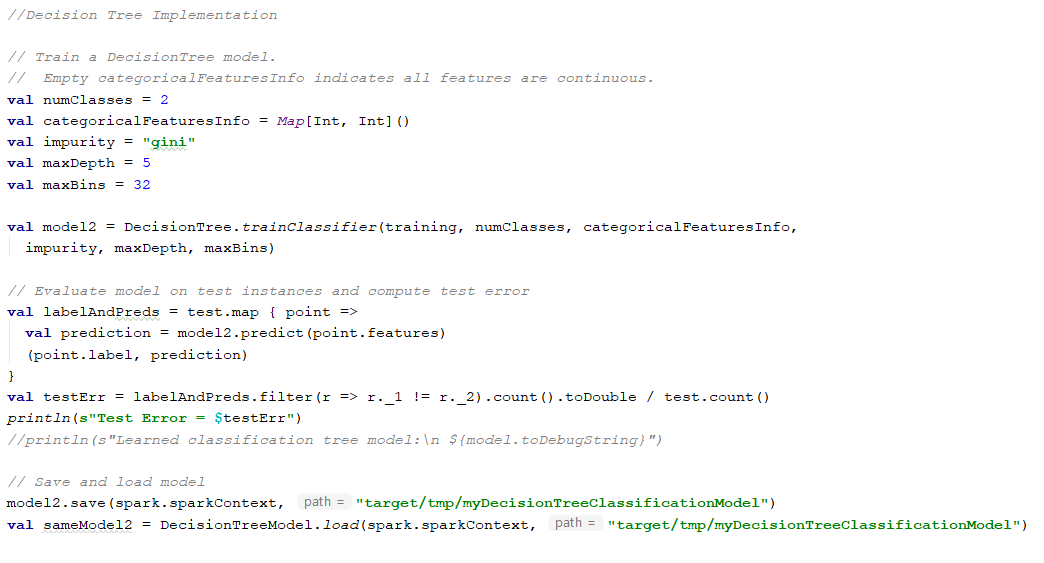 //Decision Tree Implementation
// Train a DecisionTree model.
//  Empty categoricalFeaturesInfo indicates all features are continuous.
val numClasses = 2
val categoricalFeaturesInfo = Map[Int, Int]()
val impurity = "gini"
val maxDepth = 5
val maxBins = 32
val model2 = DecisionTree.trainClassifier(training, numClasses, categoricalFeaturesInfo,
  impurity, maxDepth, maxBins)
// Evaluate model on test instances and compute test error
val labelAndPreds = test.map { point =>
  val prediction = model2.predict(point.features)
  (point.label, prediction)
}
val testErr = labelAndPreds.filter(r => r._1 != r._2).count().toDouble / test.count()
println(s"Test Error = $testErr")
//println(s"Learned classification tree model:\n ${model.toDebugString}")
// Save and load model
model2.save(spark.sparkContext, path = "target/tmp/myDecisionTreeClassificationModel")
val sameModel2 = DecisionTreeModel.load(spark.sparkContext, path = "target/tmp/myDecisionTreeClassificationModel")